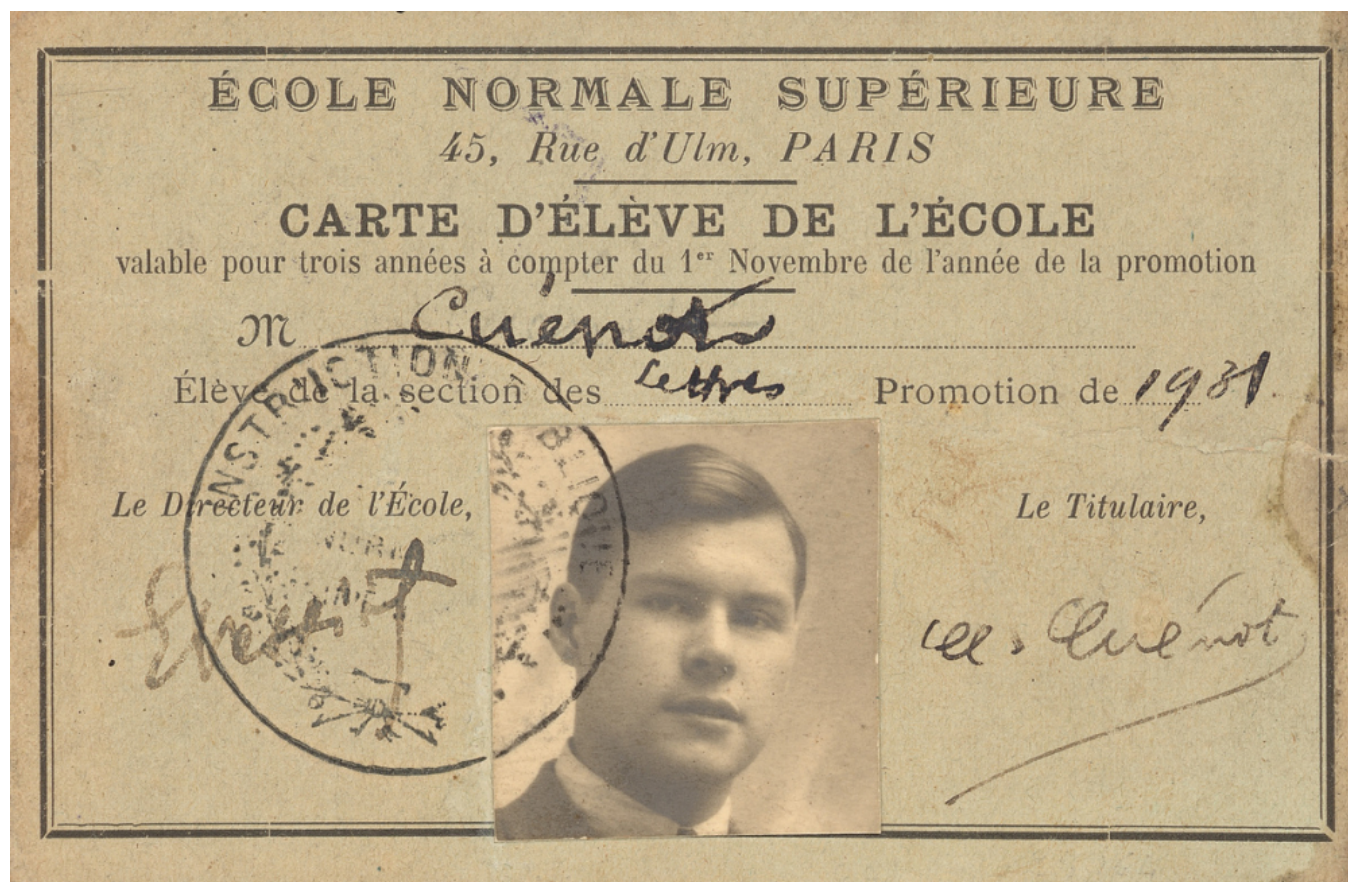 ÉCOLE NORMALE SUPÉRIEURE
45, Rue d'Ulm, PARIS
CARTE D'ÉLÈVE DE L'ÉCOLE
valable pour trois années à compter du 1er Novembre de l'année de la promotion
M Cuénot
Élève de la section des Lettres Promotion de 1931
INSTRUCTION PUBLIQUE
Le Directeur de l'École,
Le Titulaire,
Cuénot